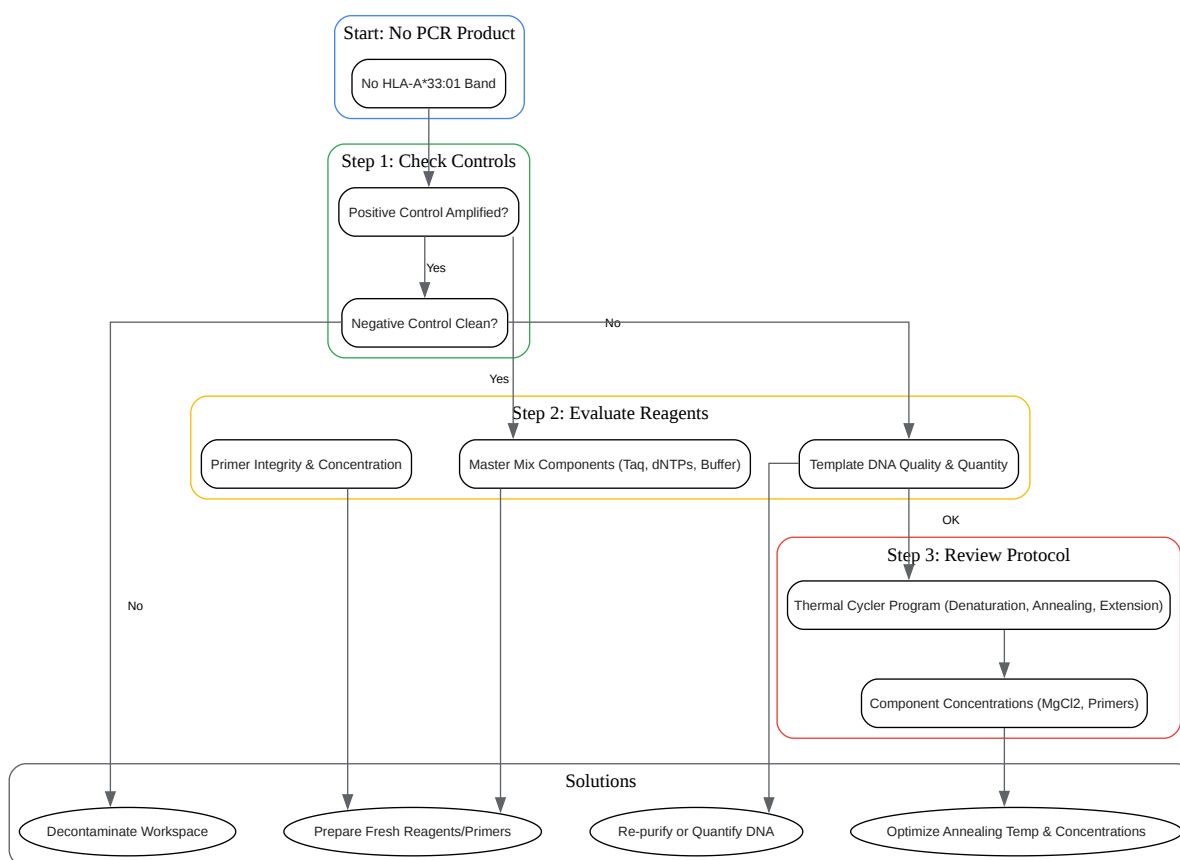 Start: No PCR Product
No HLA-A*33:01 Band
Step 1: Check Controls
Positive Control Amplified?
Yes
Negative Control Clean?
No
Yes
Step 2: Evaluate Reagents
Primer Integrity & Concentration
Master Mix Components (Taq, dNTPs, Buffer)
Template DNA Quality & Quantity
OK
Step 3: Review Protocol
Thermal Cycler Program (Denaturation, Annealing, Extension)
No
Component Concentrations (MgCl2, Primers)
Solutions
Decontaminate Workspace
Prepare Fresh Reagents/Primers
Re-purify or Quantify DNA
Optimize Annealing Temp & Concentrations